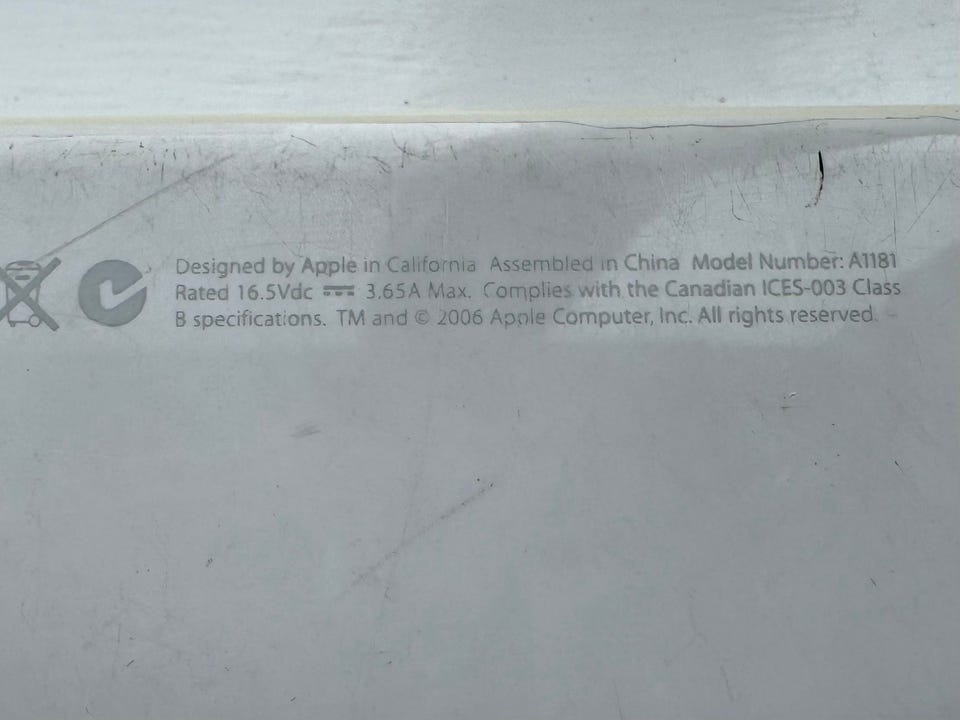 Designed by Apple in California Assembled in China Model Number: A1181
Rated 16.5Vdc ⎓ 3.65A Max. Complies with the Canadian ICES-003 Class
B specifications. TM and © 2006 Apple Computer, Inc. All rights reserved.